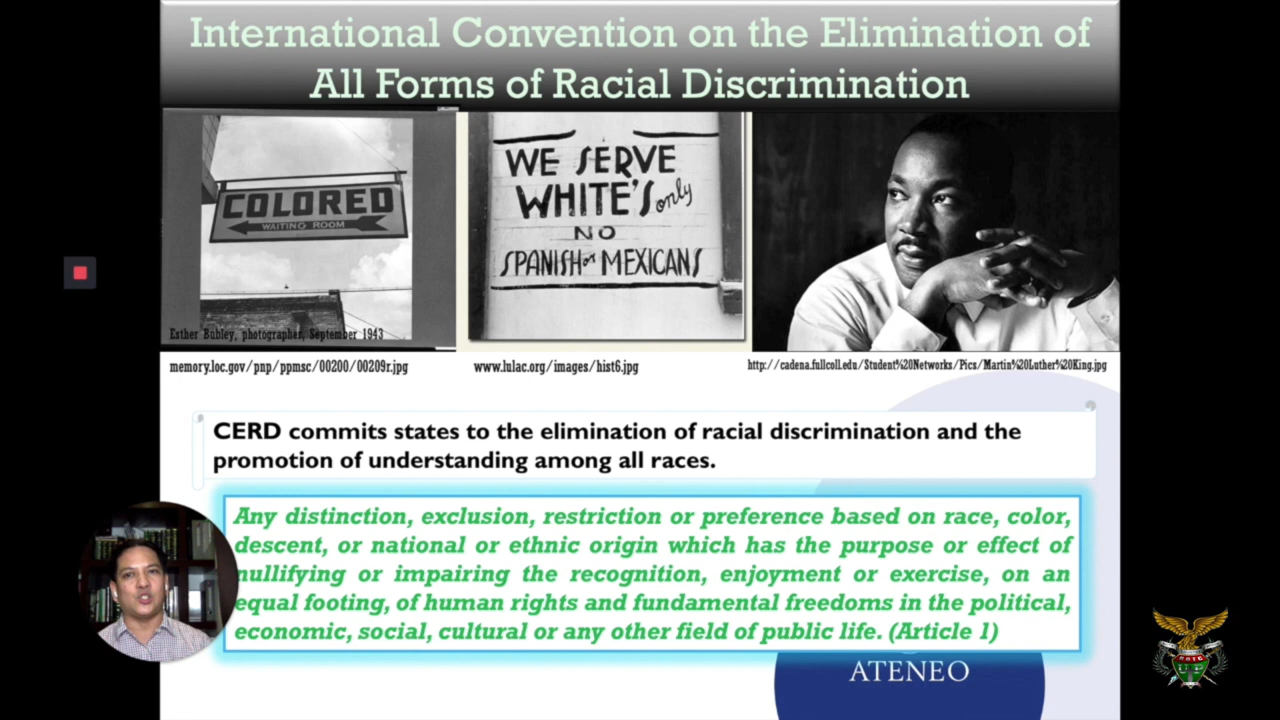 International Convention on the Elimination of
All Forms of Racial Discrimination
COLORED
WAITING ROOM
Esther Bubley, photographer, September 1943
WE SERVE
WHITE'S only
NO
SPANISH or MEXICANS
memory.loc.gov/pnp/ppmsc/00200/00209r.jpg
www.lulac.org/images/hist6.jpg
http://cadena.fullcoll.edu/Student%20Networks/Pics/Martin%20Luther%20King.jpg
CERD commits states to the elimination of racial discrimination and the
promotion of understanding among all races.
Any distinction, exclusion, restriction or preference based on race, color,
descent, or national or ethnic origin which has the purpose or effect of
nullifying or impairing the recognition, enjoyment or exercise, on an
equal footing, of human rights and fundamental freedoms in the political,
economic, social, cultural or any other field of public life. (Article 1)
ATENEO